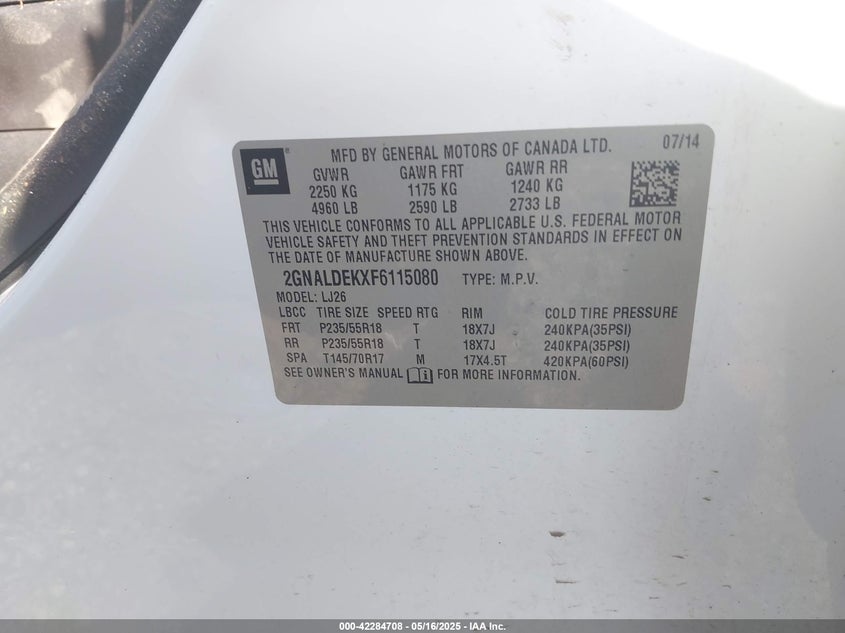 GM ®
MFD BY GENERAL MOTORS OF CANADA LTD. 07/14
GVWR GAWR FRT GAWR RR
2250 KG 1175 KG 1240 KG
4960 LB 2590 LB 2733 LB
THIS VEHICLE CONFORMS TO ALL APPLICABLE U.S. FEDERAL MOTOR
VEHICLE SAFETY AND THEFT PREVENTION STANDARDS IN EFFECT ON
THE DATE OF MANUFACTURE SHOWN ABOVE.
2GNALDEKXF6115080 TYPE: M.P.V.
MODEL: LJ26
LBCC TIRE SIZE SPEED RTG RIM COLD TIRE PRESSURE
FRT P235/55R18 T 18X7J 240KPA(35PSI)
RR P235/55R18 T 18X7J 240KPA(35PSI)
SPA T145/70R17 M 17X4.5T 420KPA(60PSI)
SEE OWNER'S MANUAL FOR MORE INFORMATION.
000-42284708 - 05/16/2025 - IAA Inc.